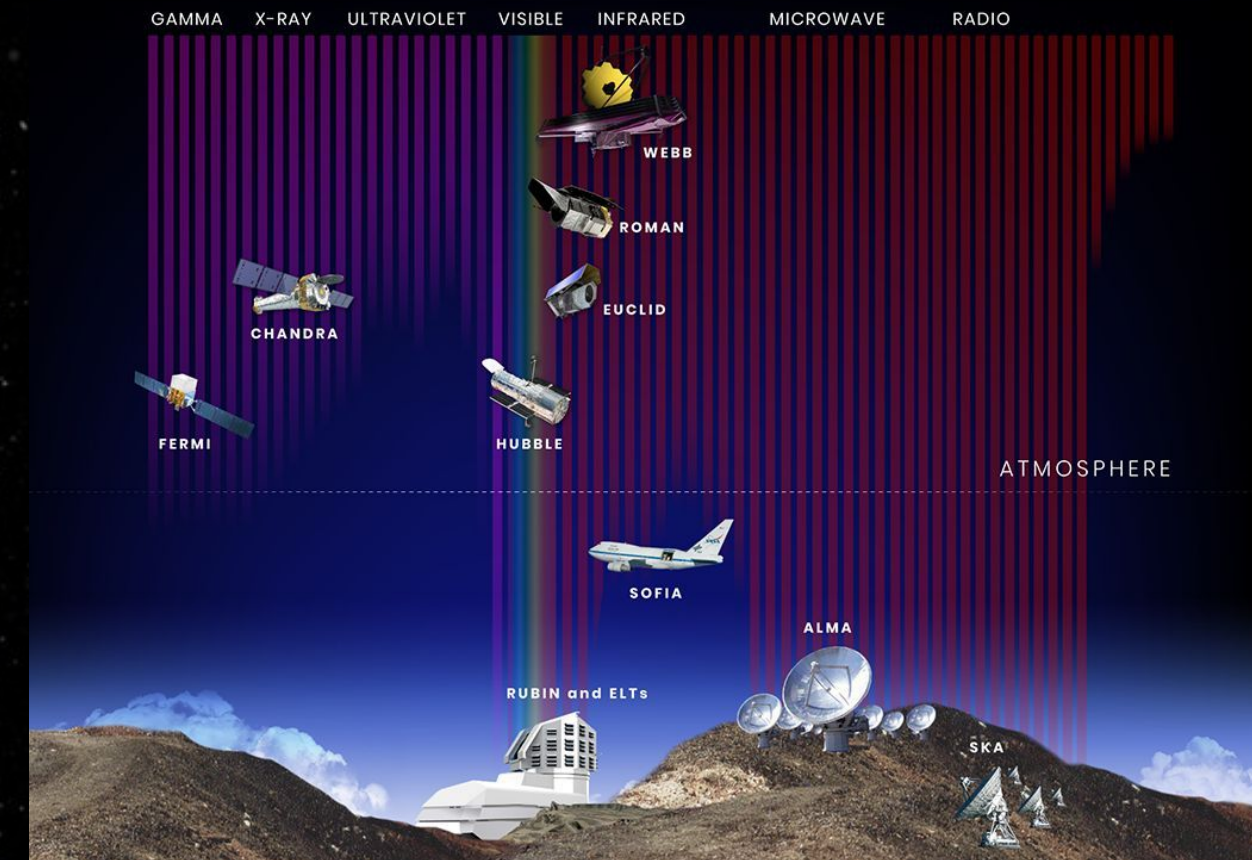 GAMMA X-RAY ULTRAVIOLET VISIBLE INFRARED MICROWAVE RADIO
WEBB
ROMAN
EUCLID
CHANDRA
FERMI
HUBBLE
ATMOSPHERE
SOFIA
ALMA
RUBIN and ELTs
SKA